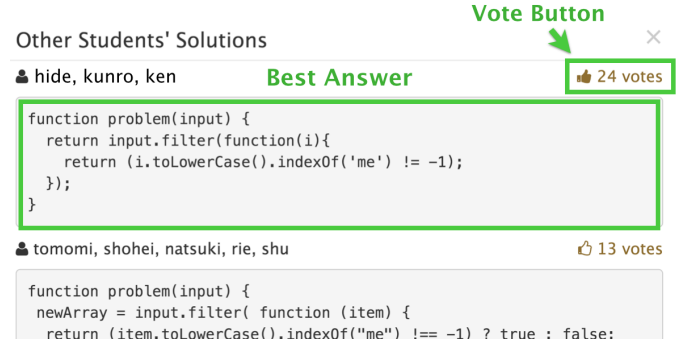 Vote Button
Other Students' Solutions
hide, kunro, ken
Best Answer
24 votes
function problem(input) {
  return input.filter(function(i){
    return (i.toLowerCase().indexOf('me') != -1);
  });
}
tomomi, shohei, natsuki, rie, shu
13 votes
function problem(input) {
 newArray = input.filter( function (item) {
  return (item.toLowerCase().indexOf("me") !== -1) ? true : false;